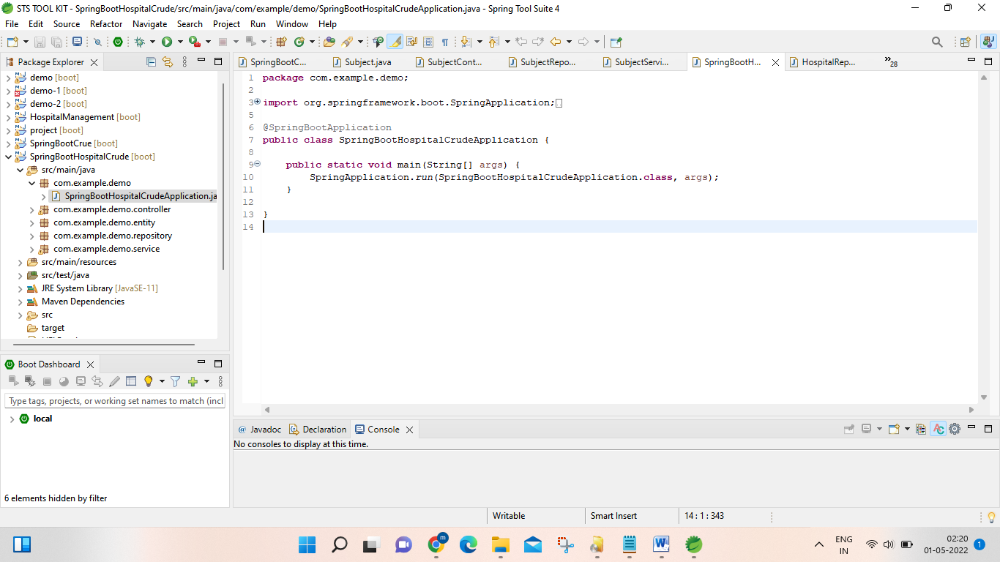 STS TOOL KIT - SpringBootHospitalCrude/src/main/java/com/example/demo/SpringBootHospitalCrudeApplication.java - Spring Tool Suite 4
File Edit Source Refactor Navigate Search Project Run Window Help
Package Explorer
demo [boot]
demo-1 [boot]
demo-2 [boot]
HospitalManagement [boot]
project [boot]
SpringBootCrue [boot]
SpringBootHospitalCrude [boot]
src/main/java
com.example.demo
SpringBootHospitalCrudeApplication.ja
com.example.demo.controller
com.example.demo.entity
com.example.demo.repository
com.example.demo.service
src/main/resources
src/test/java
JRE System Library [JavaSE-11]
Maven Dependencies
src
target
Boot Dashboard
Type tags, projects, or working set names to match (incl
local
6 elements hidden by filter
SpringBootC... Subject.java SubjectCont... SubjectRepo... SubjectServi... SpringBootH... HospitalRep... »28
1 package com.example.demo;
2
3 import org.springframework.boot.SpringApplication;
5
6 @SpringBootApplication
7 public class SpringBootHospitalCrudeApplication {
8
9 public static void main(String[] args) {
10 SpringApplication.run(SpringBootHospitalCrudeApplication.class, args);
11 }
12
13 }
14
@ Javadoc Declaration Console
No consoles to display at this time.
Writable Smart Insert 14 : 1 : 343
m
ENG
IN
02:20
01-05-2022
1